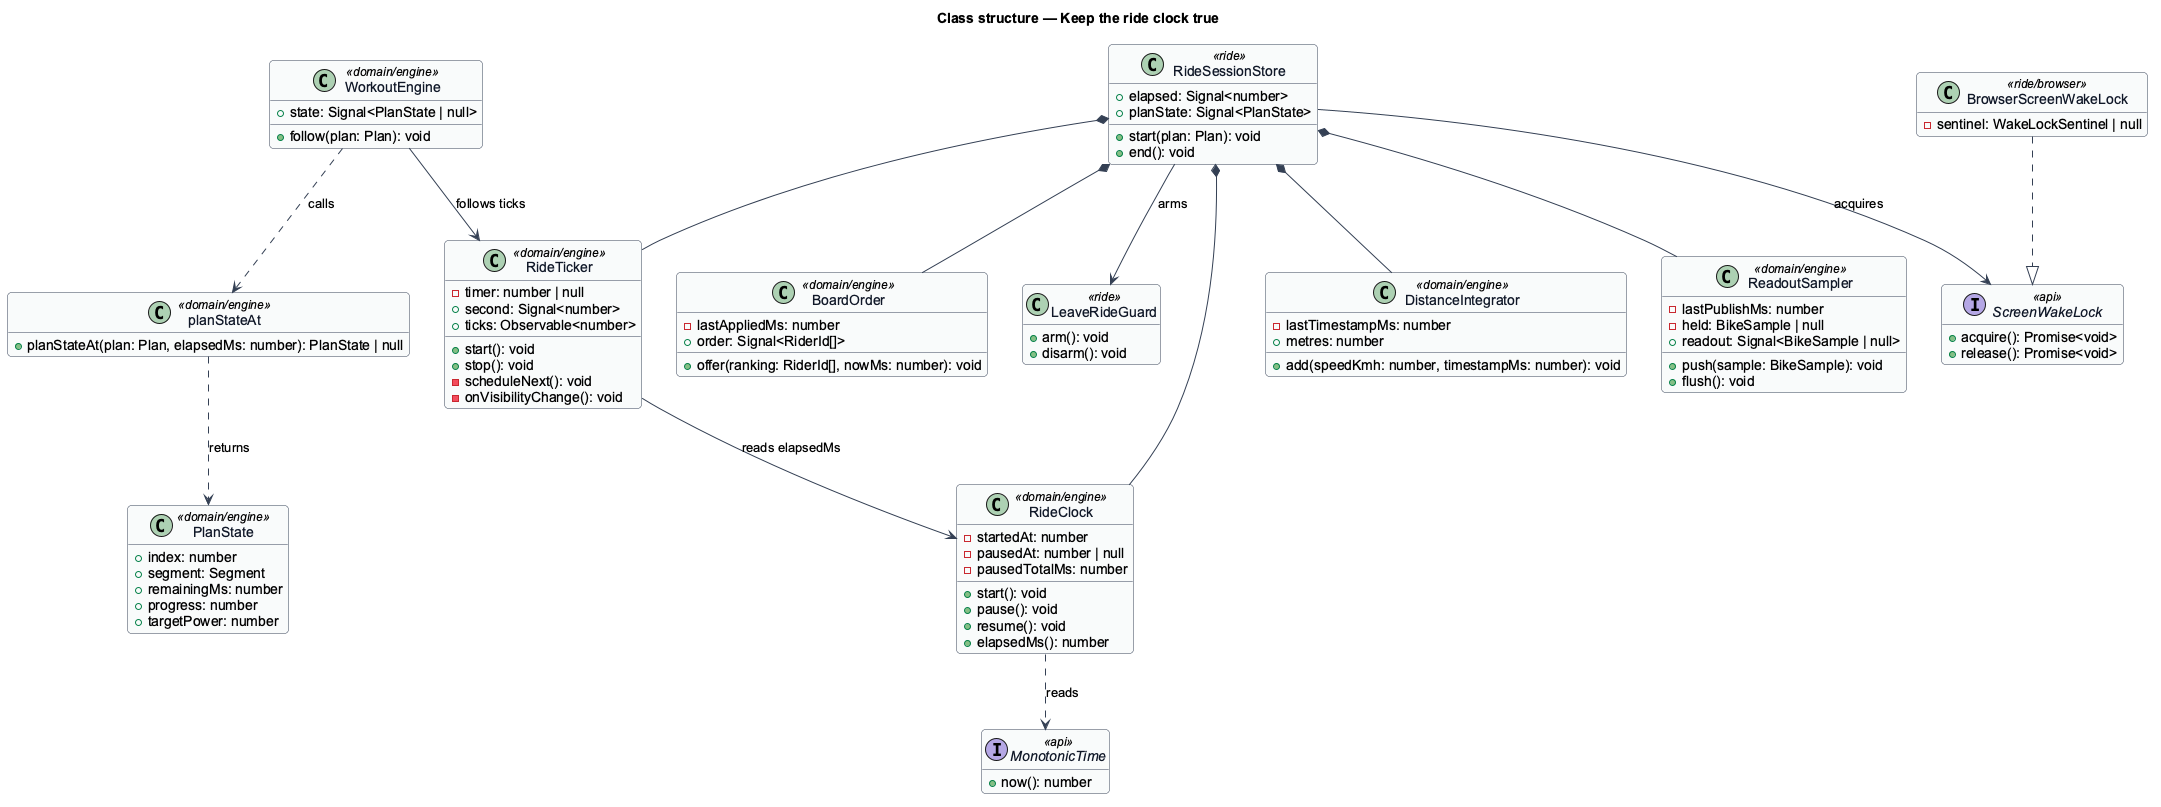 Class structure — Keep the ride clock true
«domain/engine»
WorkoutEngine
state: Signal<PlanState | null>
follow(plan: Plan): void
«ride»
RideSessionStore
elapsed: Signal<number>
planState: Signal<PlanState>
start(plan: Plan): void
end(): void
«ride/browser»
BrowserScreenWakeLock
sentinel: WakeLockSentinel | null
calls
follows ticks
arms
acquires
«domain/engine»
planStateAt
planStateAt(plan: Plan, elapsedMs: number): PlanState | null
«domain/engine»
RideTicker
timer: number | null
second: Signal<number>
ticks: Observable<number>
start(): void
stop(): void
scheduleNext(): void
onVisibilityChange(): void
«domain/engine»
BoardOrder
lastAppliedMs: number
order: Signal<RiderId[]>
offer(ranking: RiderId[], nowMs: number): void
«ride»
LeaveRideGuard
arm(): void
disarm(): void
«domain/engine»
DistanceIntegrator
lastTimestampMs: number
metres: number
add(speedKmh: number, timestampMs: number): void
«domain/engine»
ReadoutSampler
lastPublishMs: number
held: BikeSample | null
readout: Signal<BikeSample | null>
push(sample: BikeSample): void
flush(): void
«api»
ScreenWakeLock
acquire(): Promise<void>
release(): Promise<void>
returns
reads elapsedMs
«domain/engine»
PlanState
index: number
segment: Segment
remainingMs: number
progress: number
targetPower: number
«domain/engine»
RideClock
startedAt: number
pausedAt: number | null
pausedTotalMs: number
start(): void
pause(): void
resume(): void
elapsedMs(): number
reads
«api»
MonotonicTime
now(): number